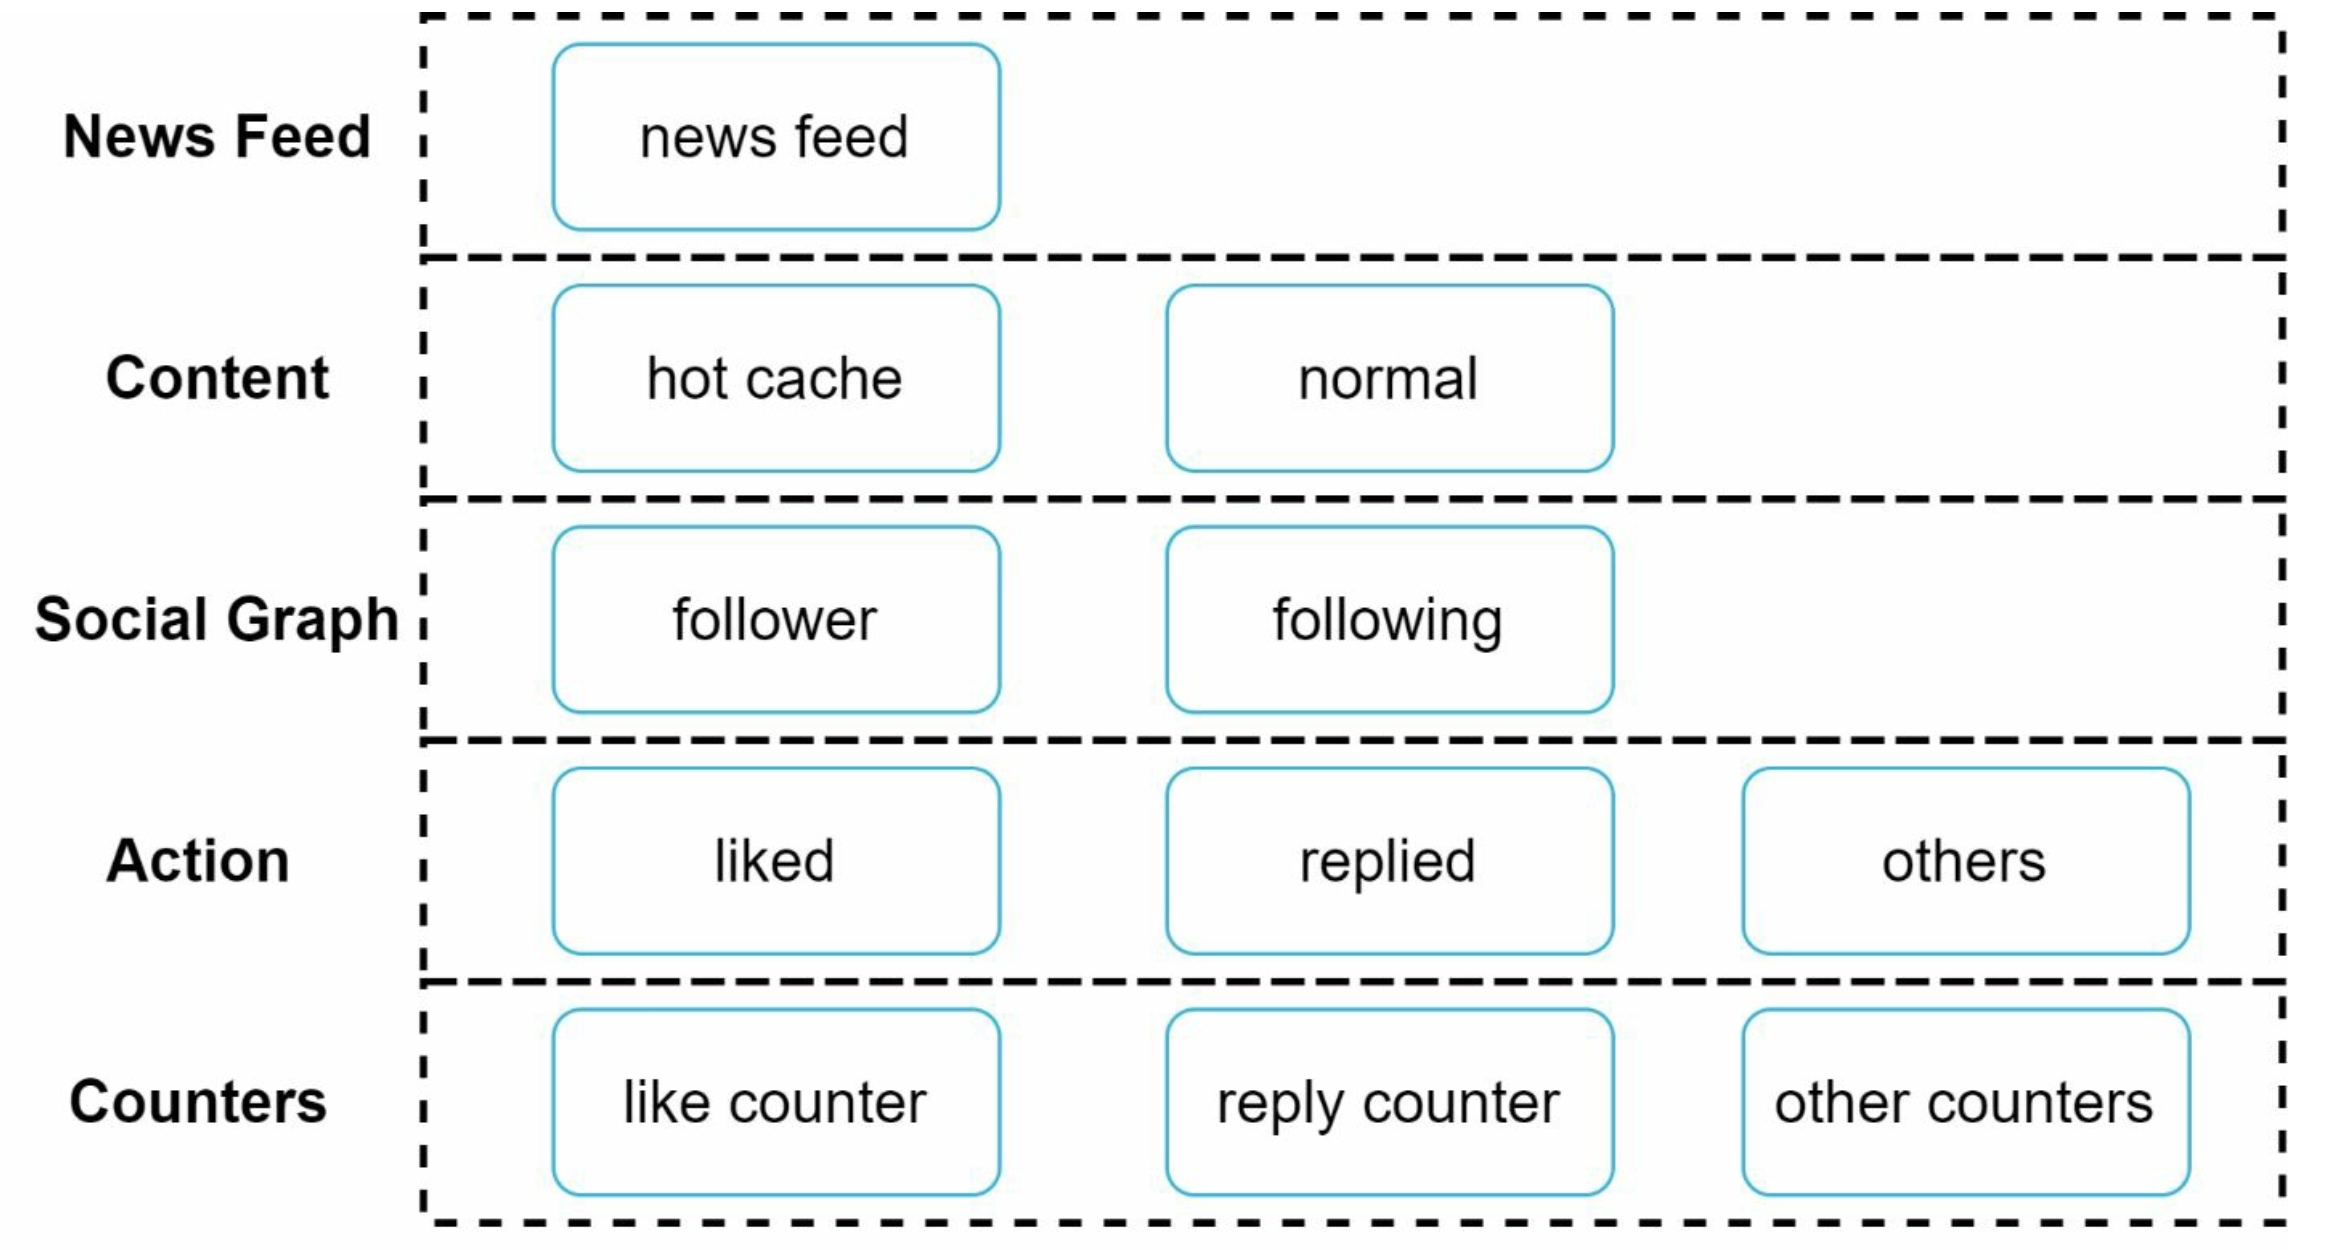 News Feed
news feed
Content
hot cache
normal
Social Graph
follower
following
Action
liked
replied
others
Counters
like counter
reply counter
other counters